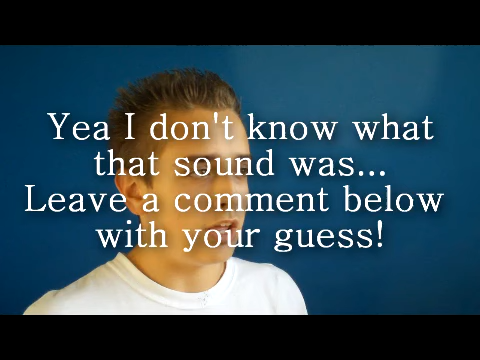 Yea I don't know what
that sound was...
Leave a comment below
with your guess!